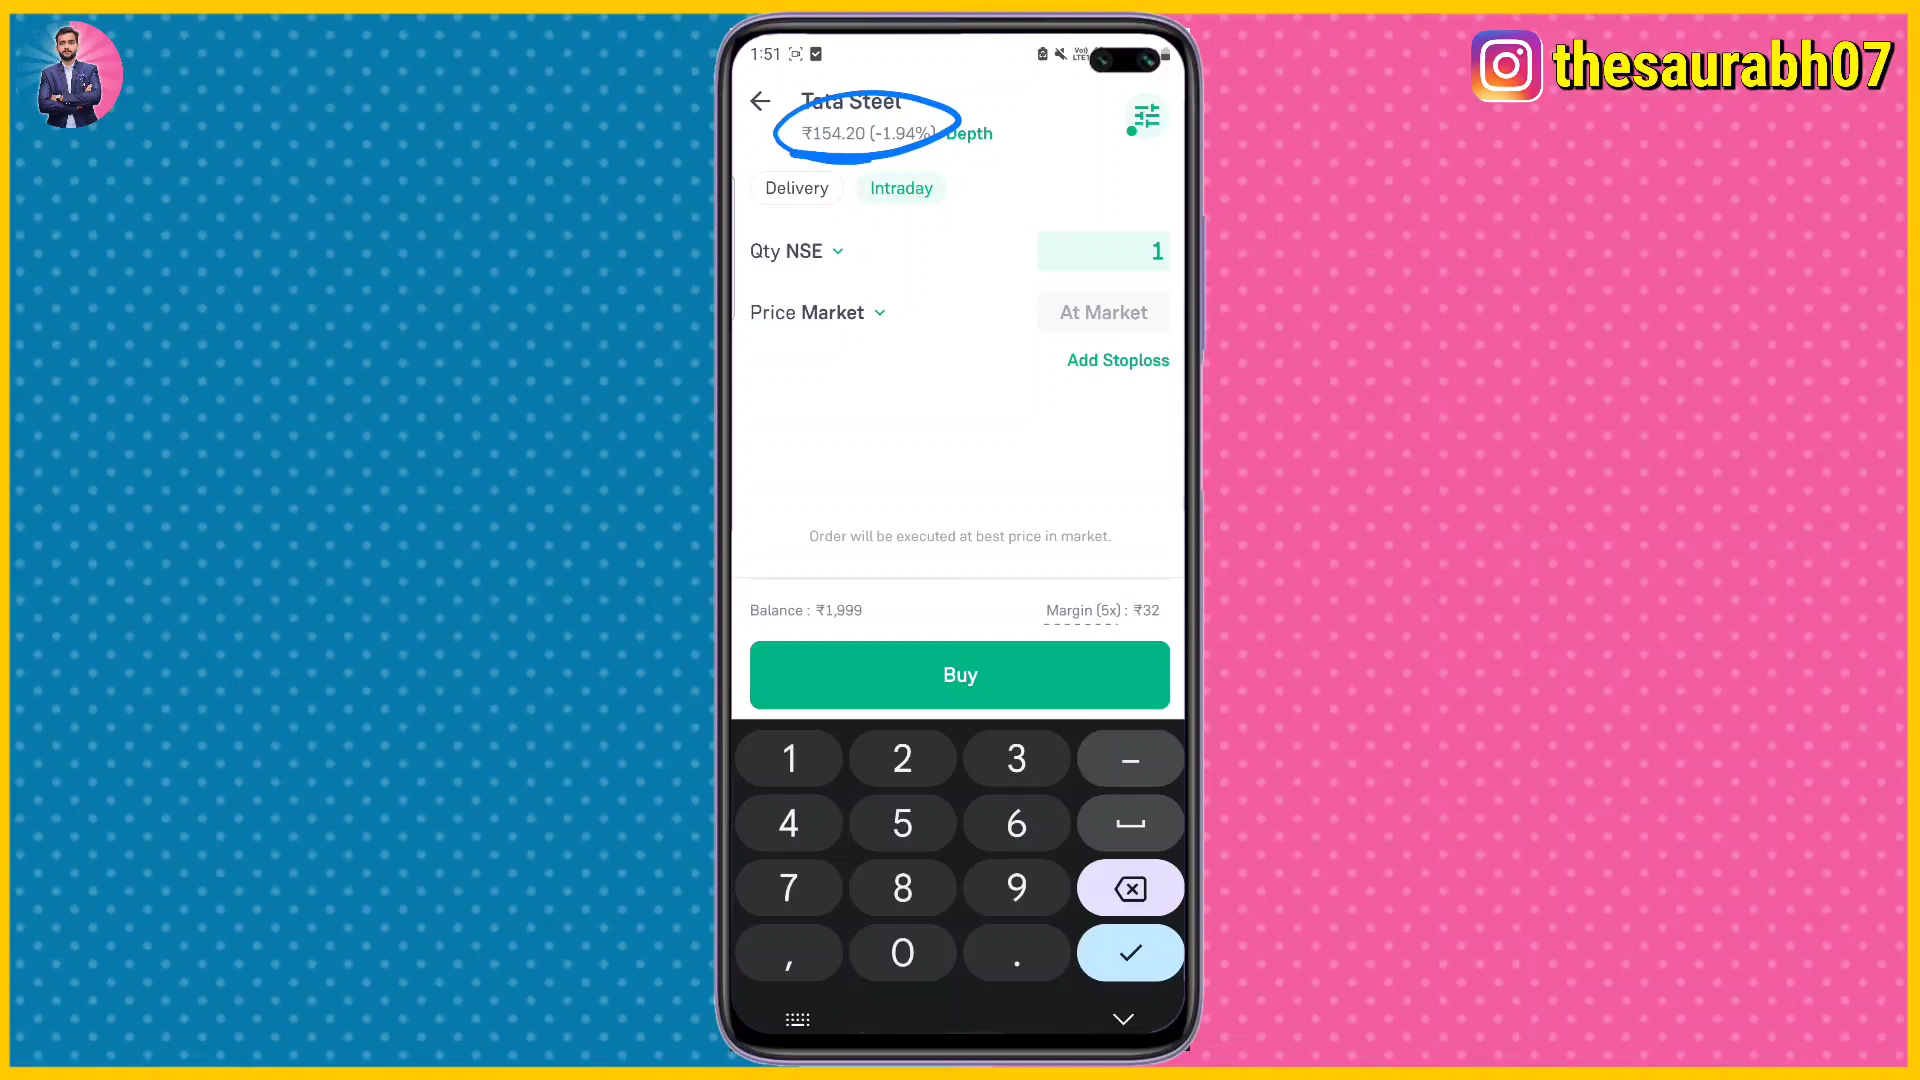 thesaurabh07
1:51
Tata Steel
₹154.20 (-1.94%) Depth
Delivery Intraday
Qty NSE 1
Price Market At Market
Add Stoploss
Order will be executed at best price in market.
Balance : ₹1,999 Margin (5x) : ₹32
Buy
1 2 3 –
4 5 6
7 8 9
, 0 .